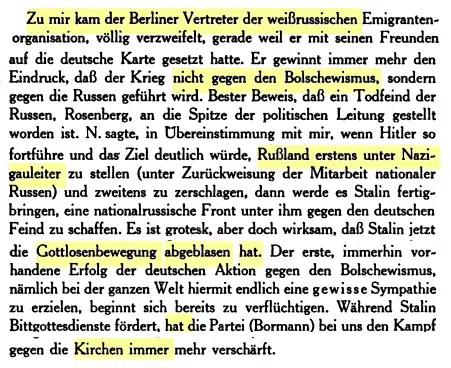 Zu mir kam der Berliner Vertreter der weißrussischen Emigranten-
organisation, völlig verzweifelt, gerade weil er mit seinen Freunden
auf die deutsche Karte gesetzt hatte. Er gewinnt immer mehr den
Eindruck, daß der Krieg nicht gegen den Bolschewismus, sondern
gegen die Russen geführt wird. Bester Beweis, daß ein Todfeind der
Russen, Rosenberg, an die Spitze der politischen Leitung gestellt
worden ist. N. sagte, in Übereinstimmung mit mir, wenn Hitler so
fortführe und das Ziel deutlich würde, Rußland erstens unter Nazi-
gauleiter zu stellen (unter Zurückweisung der Mitarbeit nationaler
Russen) und zweitens zu zerschlagen, dann werde es Stalin fertig-
bringen, eine nationalrussische Front unter ihm gegen den deutschen
Feind zu schaffen. Es ist grotesk, aber doch wirksam, daß Stalin jetzt
die Gottlosenbewegung abgeblasen hat. Der erste, immerhin vor-
handene Erfolg der deutschen Aktion gegen den Bolschewismus,
nämlich bei der ganzen Welt hiermit endlich eine gewisse Sympathie
zu erzielen, beginnt sich bereits zu verflüchtigen. Während Stalin
Bittgottesdienste fördert, hat die Partei (Bormann) bei uns den Kampf
gegen die Kirchen immer mehr verschärft.